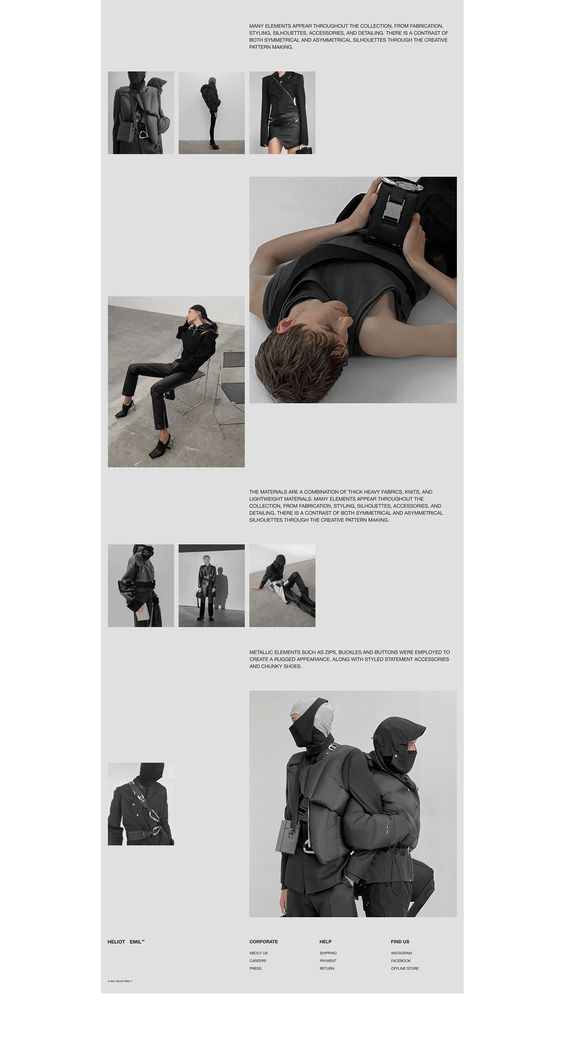 MANY ELEMENTS APPEAR THROUGHOUT THE COLLECTION, FROM FABRICATION,
STYLING, SILHOUETTES, ACCESSORIES, AND DETAILING. THERE IS A CONTRAST OF
BOTH SYMMETRICAL AND ASYMMETRICAL SILHOUETTES THROUGH THE CREATIVE
PATTERN MAKING.
THE MATERIALS ARE A COMBINATION OF THICK HEAVY FABRICS, KNITS, AND
LIGHTWEIGHT MATERIALS. MANY ELEMENTS APPEAR THROUGHOUT THE
COLLECTION, FROM FABRICATION, STYLING, SILHOUETTES, ACCESSORIES, AND
DETAILING. THERE IS A CONTRAST OF BOTH SYMMETRICAL AND ASYMMETRICAL
SILHOUETTES THROUGH THE CREATIVE PATTERN MAKING.
METALLIC ELEMENTS SUCH AS ZIPS, BUCKLES AND BUTTONS WERE EMPLOYED TO
CREATE A RUGGED APPEARANCE, ALONG WITH STYLED STATEMENT ACCESSORIES
AND CHUNKY SHOES.
HELIOT EMIL™
CORPORATE
ABOUT US
CAREERS
PRESS
HELP
SHIPPING
PAYMENT
RETURN
FIND US
INSTAGRAM
FACEBOOK
OFFLINE STORE
© 2021 HELIOT EMIL™